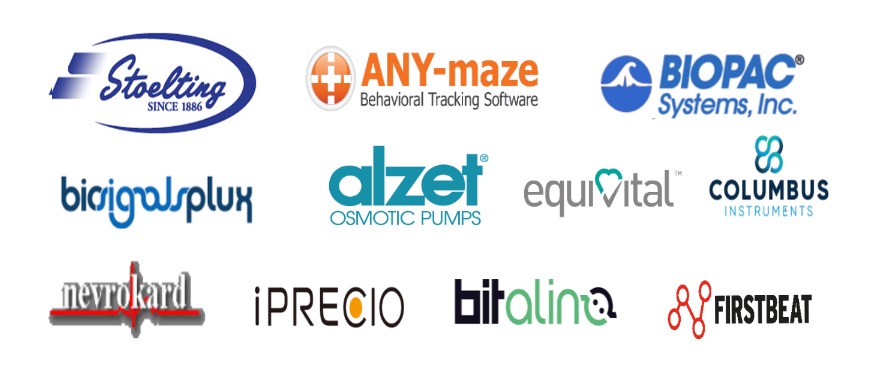 Stoelting
SINCE 1886
ANY-maze
Behavioral Tracking Software
BIOPAC®
Systems, Inc.
biosignalsplux
alzet®
OSMOTIC PUMPS
equivital™
COLUMBUS
INSTRUMENTS
nevrokard
iPRECIO
bitalino
FIRSTBEAT